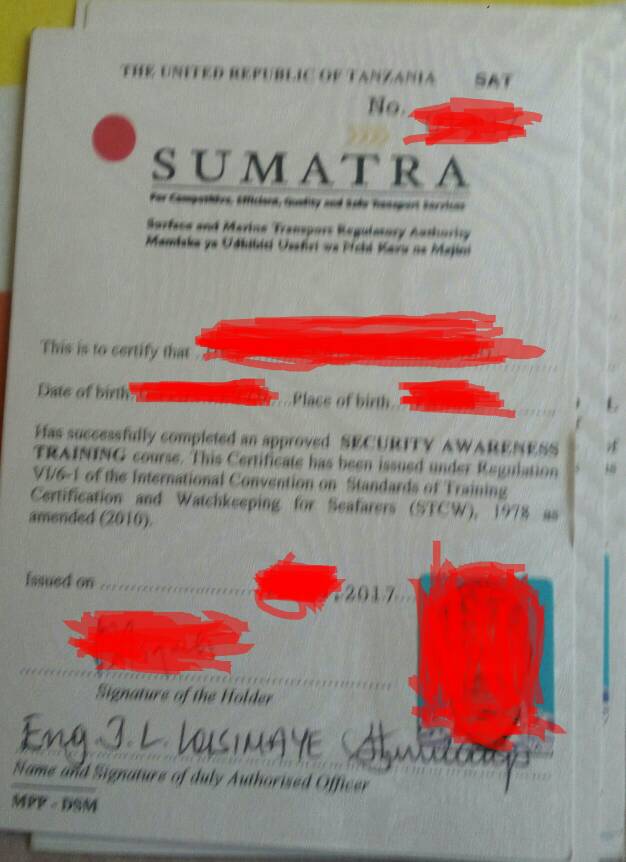 THE UNITED REPUBLIC OF TANZANIA SAT
No.
SUMATRA
For Competitive, Efficient, Quality and Safe Transport Services
Surface and Marine Transport Regulatory Authority
Mamlaka ya Udhibiti Usafiri wa Nchi Kavu na Majini
This is to certify that
Date of birth Place of birth
Has successfully completed an approved SECURITY AWARENESS
TRAINING course. This Certificate has been issued under Regulation
VI/6-1 of the International Convention on Standards of Training
Certification and Watchkeeping for Seafarers (STCW), 1978 as
amended (2010).
Issued on ,2017
Signature of the Holder
Eng. J. L.
Name and Signature of duly Authorised Officer
MPP - DSM